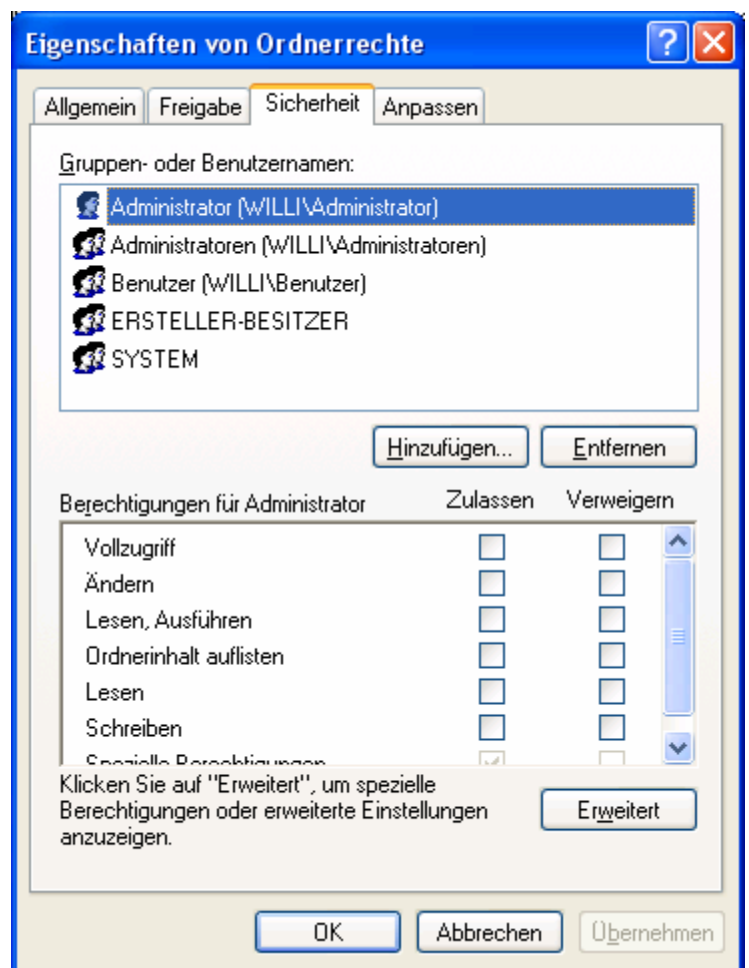 Eigenschaften von Ordnerrechte
Allgemein Freigabe Sicherheit Anpassen
Gruppen- oder Benutzernamen:
Administrator (WILLI\Administrator)
Administratoren (WILLI\Administratoren)
Benutzer (WILLI\Benutzer)
ERSTELLER-BESITZER
SYSTEM
Hinzufügen... Entfernen
Berechtigungen für Administrator Zulassen Verweigern
Vollzugriff
Ändern
Lesen, Ausführen
Ordnerinhalt auflisten
Lesen
Schreiben
Spezielle Berechtigungen
Klicken Sie auf "Erweitert", um spezielle
Berechtigungen oder erweiterte Einstellungen
anzuzeigen.
Erweitert
OK Abbrechen Übernehmen